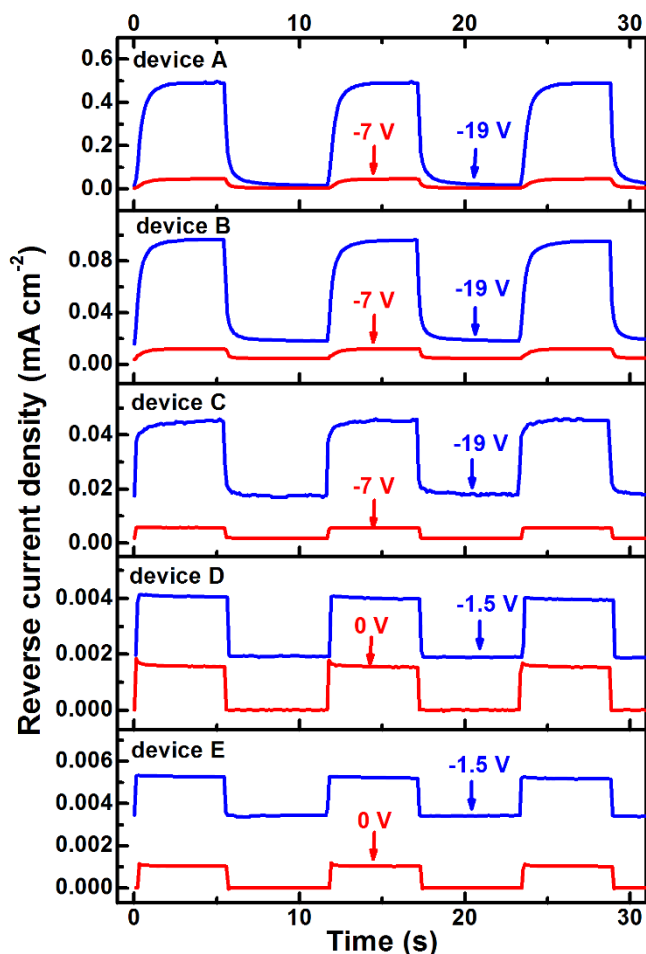 0 10 20 30
device A
0.6
0.4
0.2
0.0
-7 V
-19 V
device B
0.08
0.04
0.00
-7 V
-19 V
device C
0.04
0.02
0.00
-19 V
-7 V
device D
0.004
0.002
0.000
0 V
-1.5 V
device E
0.006
0.004
0.002
0.000
-1.5 V
0 V
0 10 20 30
Time (s)
Reverse current density (mA cm⁻²)